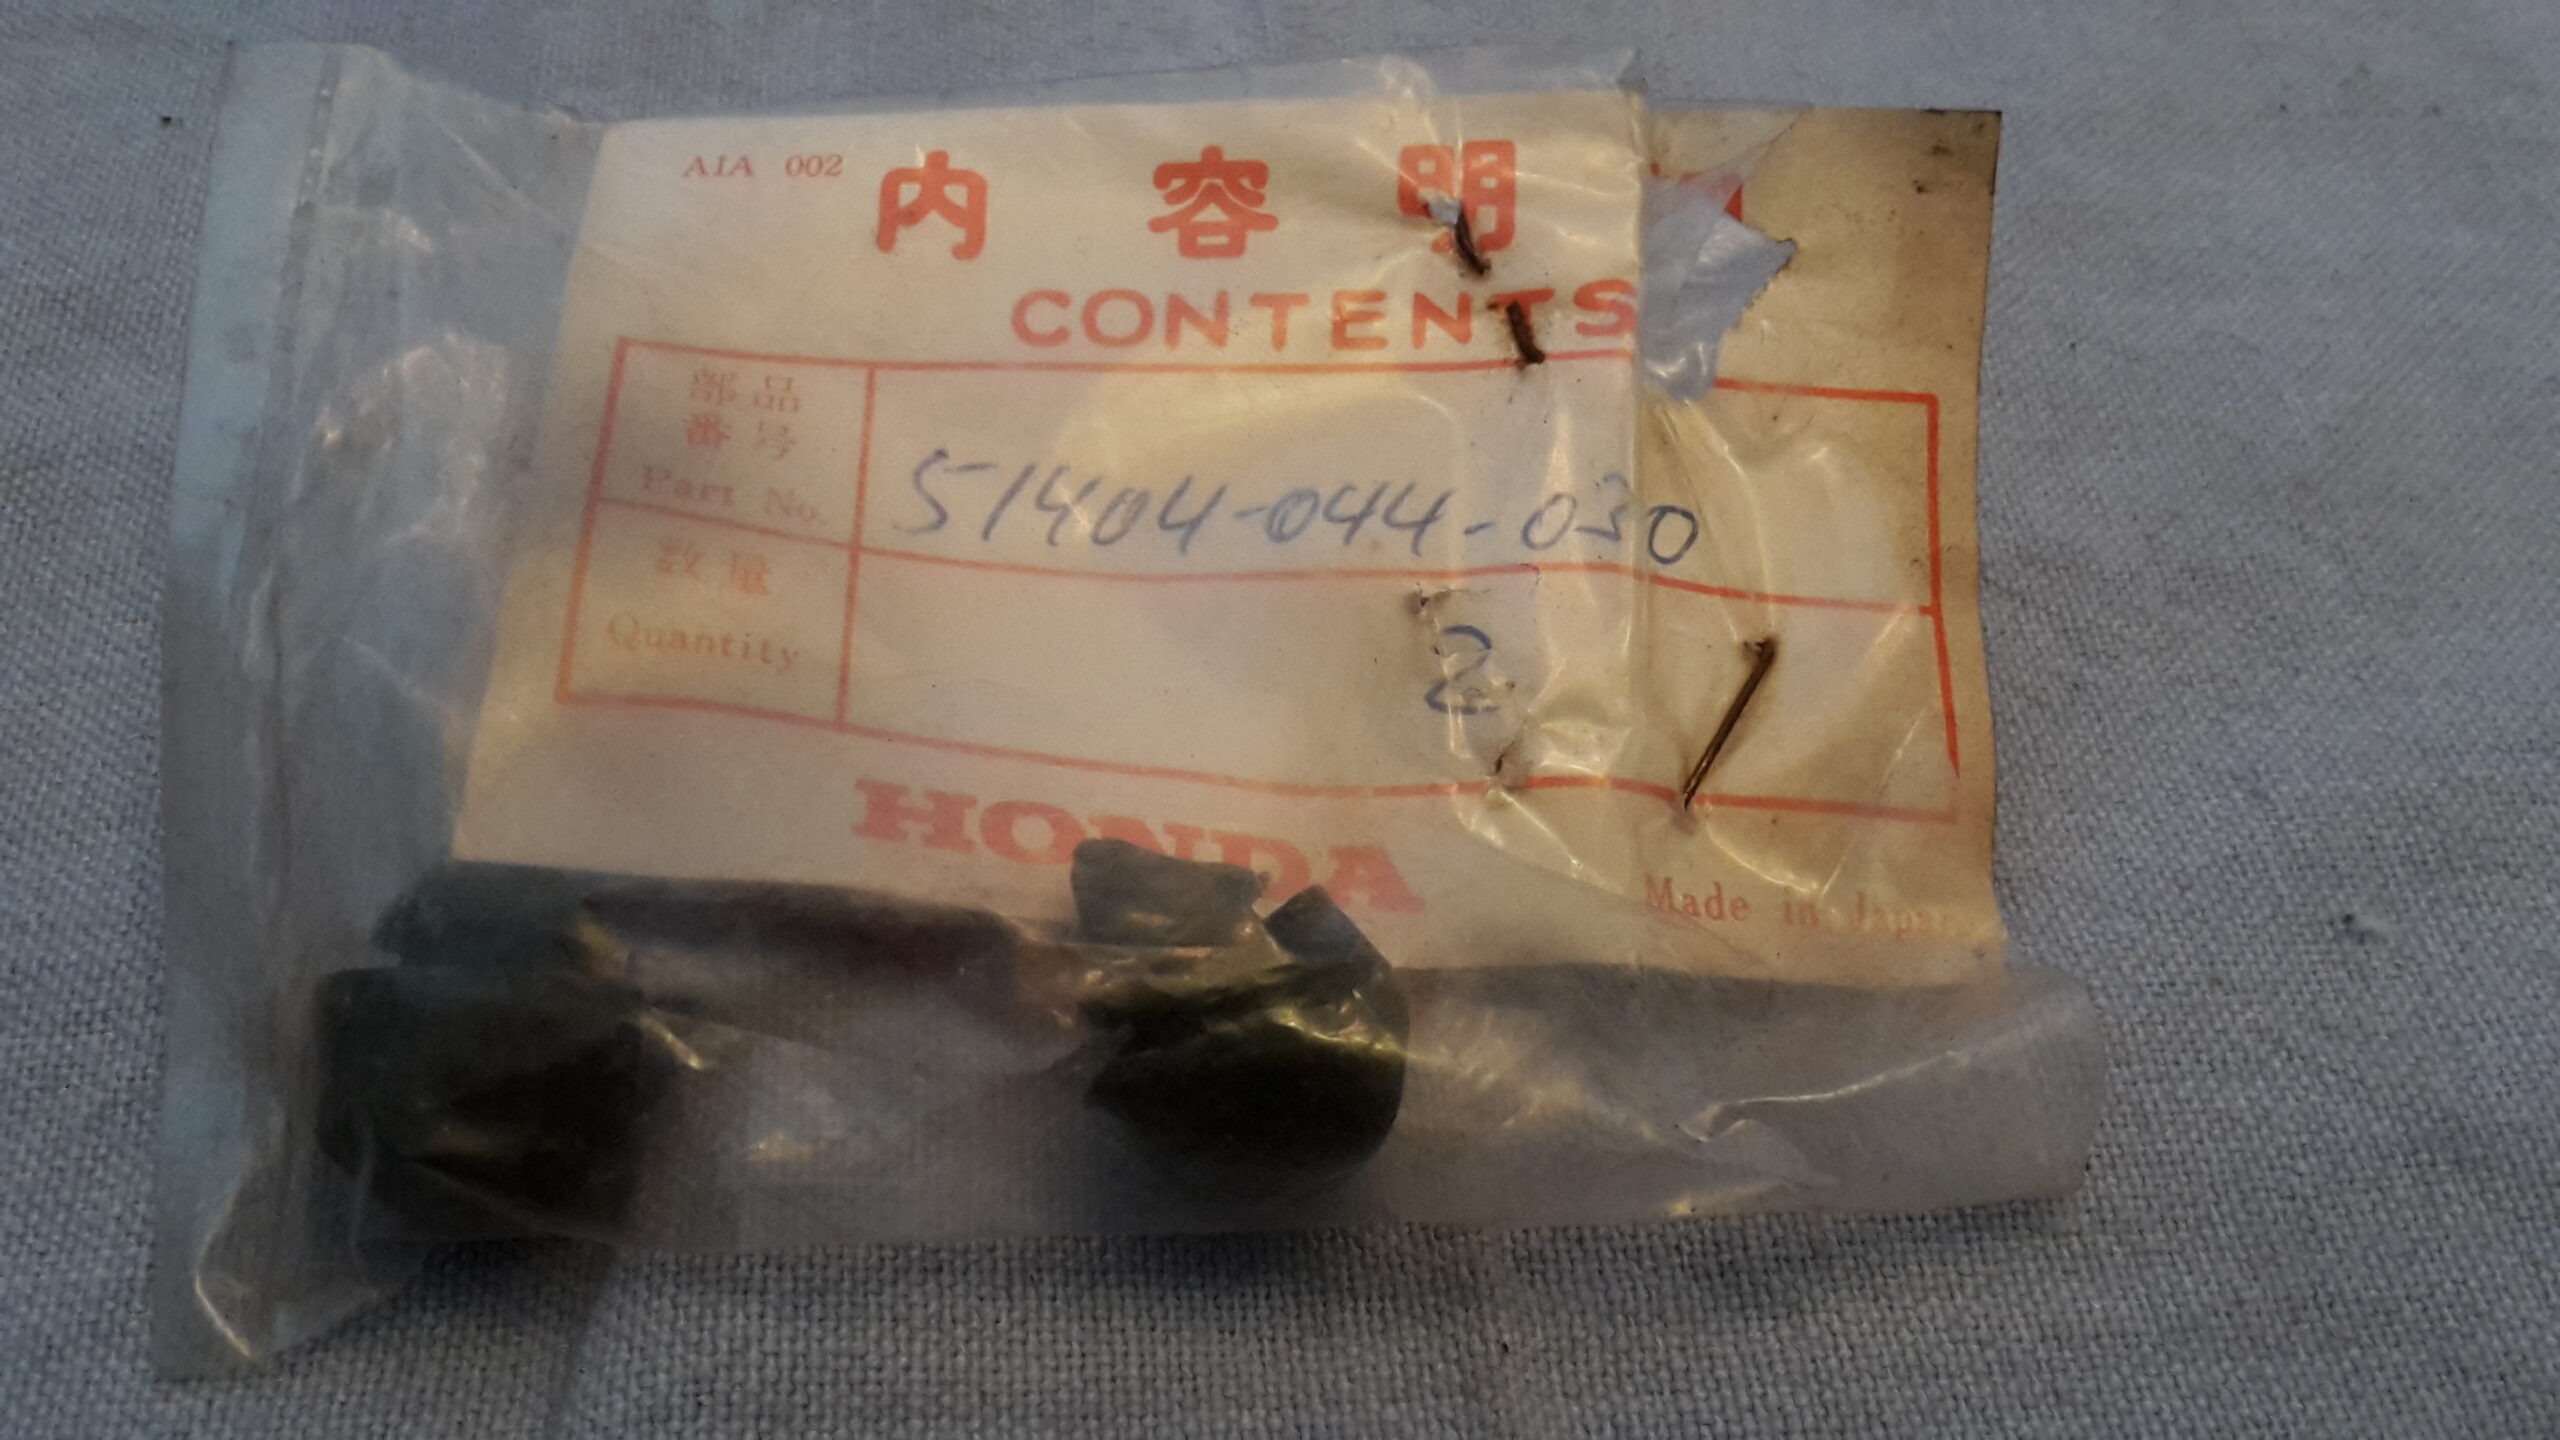 AIA 002
内容明
CONTENTS
部品
番号
Part No.
51404-044-030
数量
Quantity
2
HONDA
Made in Japan